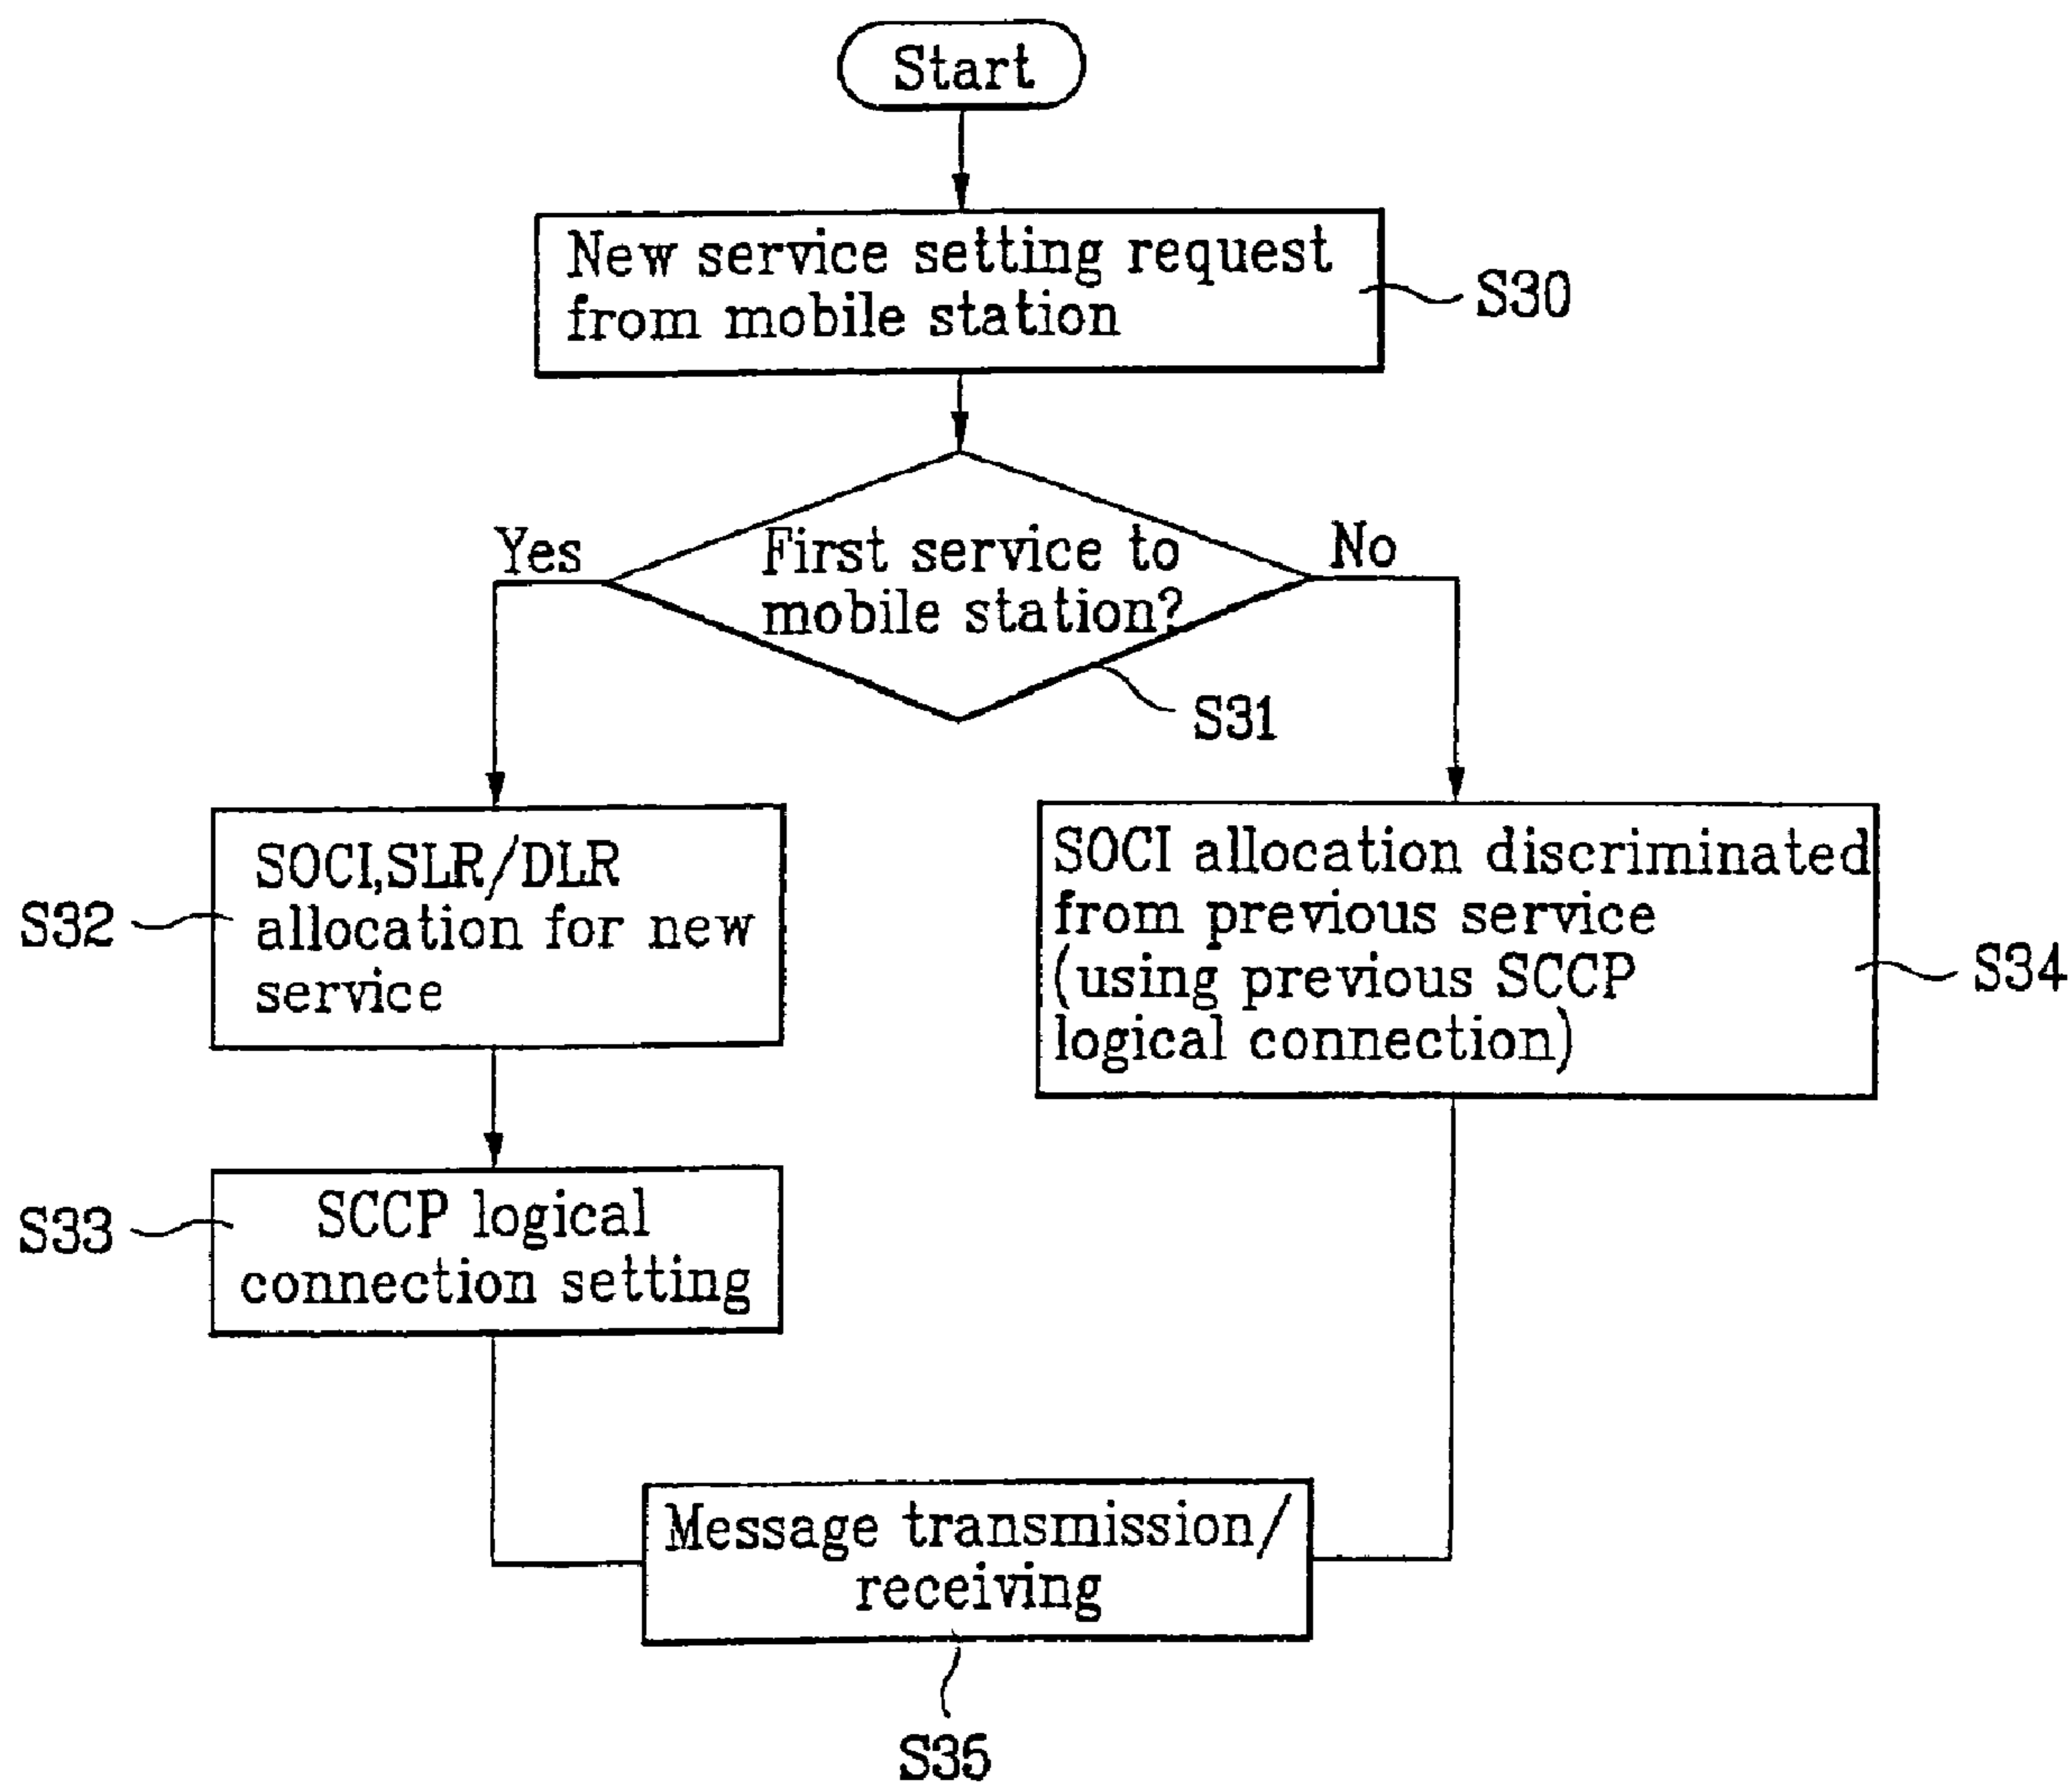 Start
New service setting request
from mobile station
S30
Yes
First service to
mobile station?
No
S31
SOCI,SLR/DLR
allocation for new
service
S32
SOCI allocation discriminated
from previous service
(using previous SCCP
logical connection)
S34
SCCP logical
connection setting
S33
Message transmission/
receiving
S35